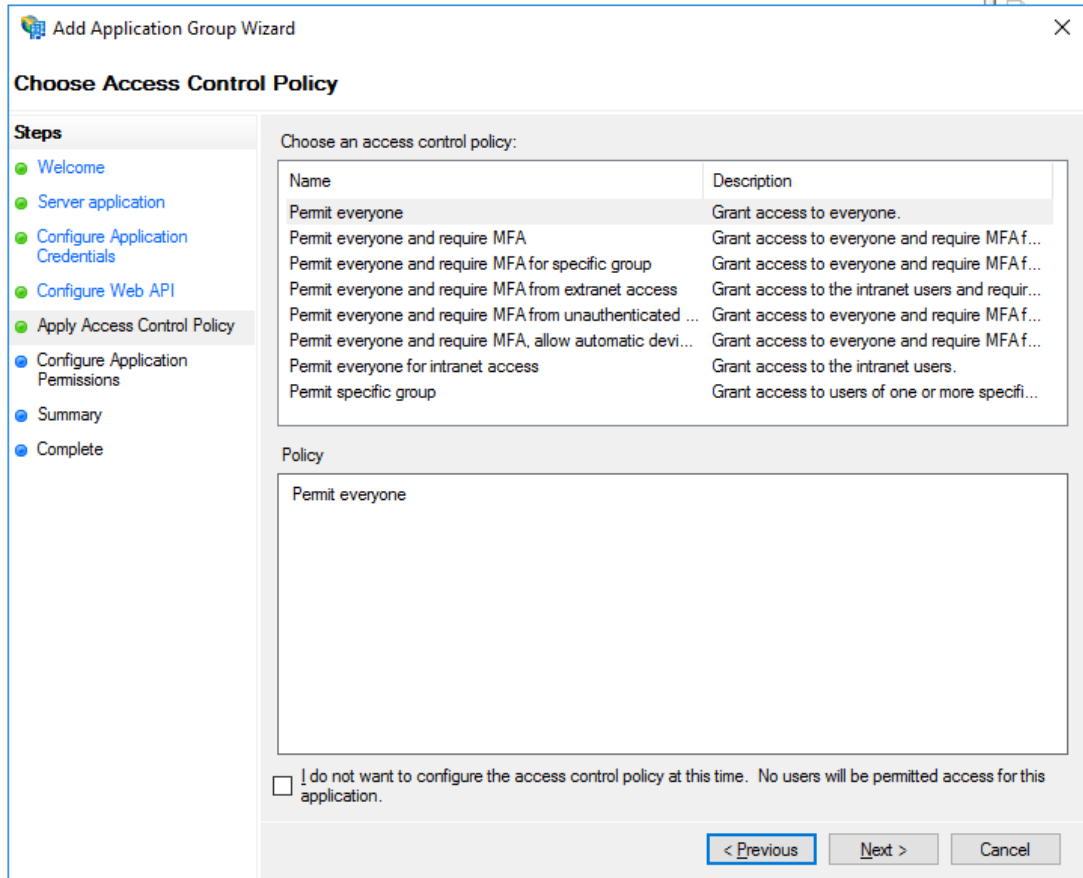 Add Application Group Wizard
Choose Access Control Policy
Steps
Welcome
Server application
Configure Application
Credentials
Configure Web API
Apply Access Control Policy
Configure Application
Permissions
Summary
Complete
Choose an access control policy:
Name Description
Permit everyone Grant access to everyone.
Permit everyone and require MFA Grant access to everyone and require MFA f...
Permit everyone and require MFA for specific group Grant access to everyone and require MFA f...
Permit everyone and require MFA from extranet access Grant access to the intranet users and requir...
Permit everyone and require MFA from unauthenticated ... Grant access to everyone and require MFA f...
Permit everyone and require MFA, allow automatic devi... Grant access to everyone and require MFA f...
Permit everyone for intranet access Grant access to the intranet users.
Permit specific group Grant access to users of one or more specifi...
Policy
Permit everyone
I do not want to configure the access control policy at this time. No users will be permitted access for this
application.
< Previous Next > Cancel